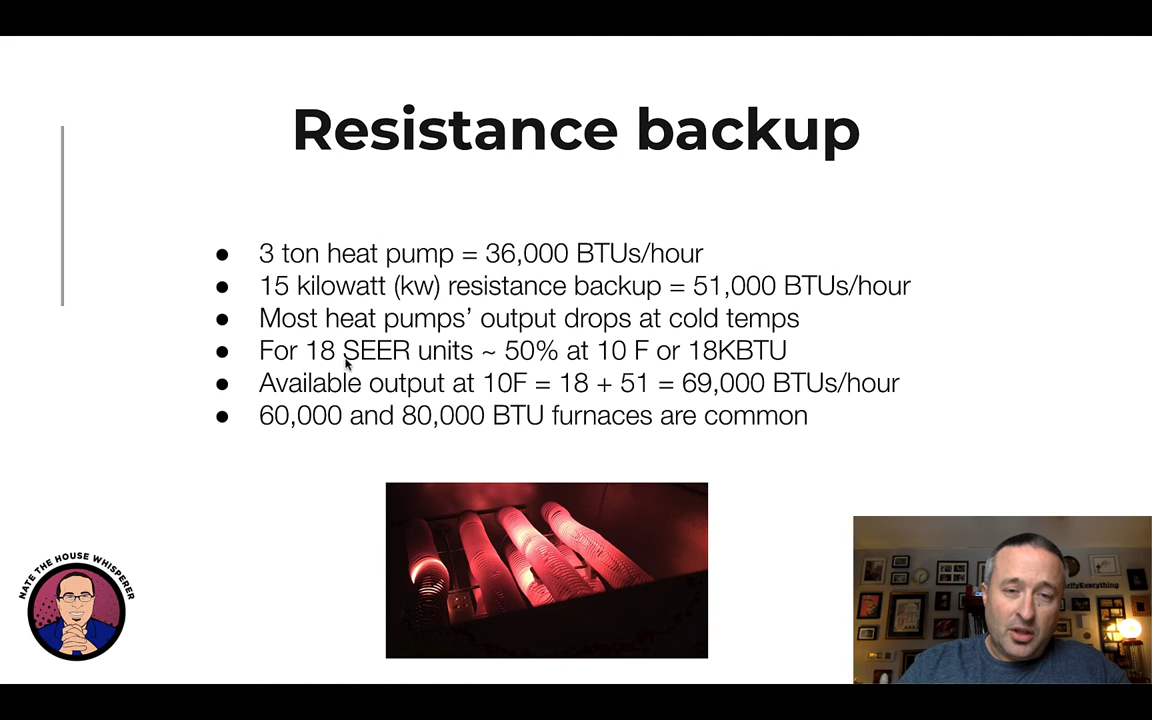 Resistance backup
● 3 ton heat pump = 36,000 BTUs/hour
● 15 kilowatt (kw) resistance backup = 51,000 BTUs/hour
● Most heat pumps’ output drops at cold temps
● For 18 SEER units ~ 50% at 10 F or 18KBTU
● Available output at 10F = 18 + 51 = 69,000 BTUs/hour
● 60,000 and 80,000 BTU furnaces are common
NATE THE HOUSE WHISPERER